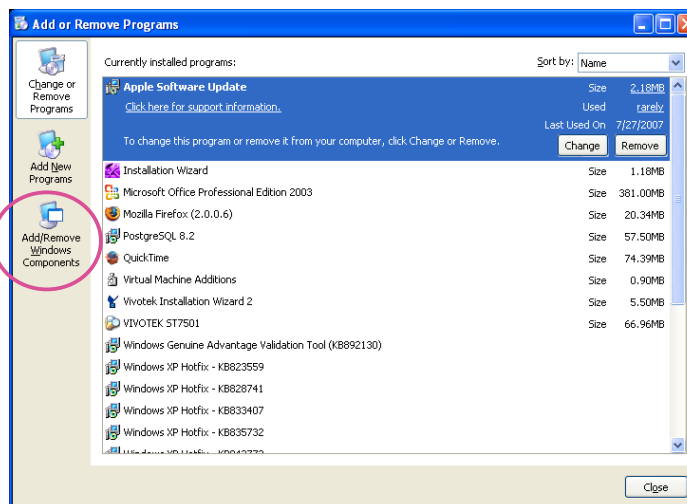 Add or Remove Programs
Change or
Remove
Programs
Add New
Programs
Add/Remove
Windows
Components
Currently installed programs:
Sort by: Name
Apple Software Update Size 2.18MB
Click here for support information. Used rarely
Last Used On 7/27/2007
To change this program or remove it from your computer, click Change or Remove. Change Remove
Installation Wizard Size 1.18MB
Microsoft Office Professional Edition 2003 Size 381.00MB
Mozilla Firefox (2.0.0.6) Size 20.34MB
PostgreSQL 8.2 Size 57.50MB
QuickTime Size 74.39MB
Virtual Machine Additions Size 0.90MB
Vivotek Installation Wizard 2 Size 5.50MB
VIVOTEK ST7501 Size 66.96MB
Windows Genuine Advantage Validation Tool (KB892130)
Windows XP Hotfix - KB823559
Windows XP Hotfix - KB828741
Windows XP Hotfix - KB833407
Windows XP Hotfix - KB835732
Close